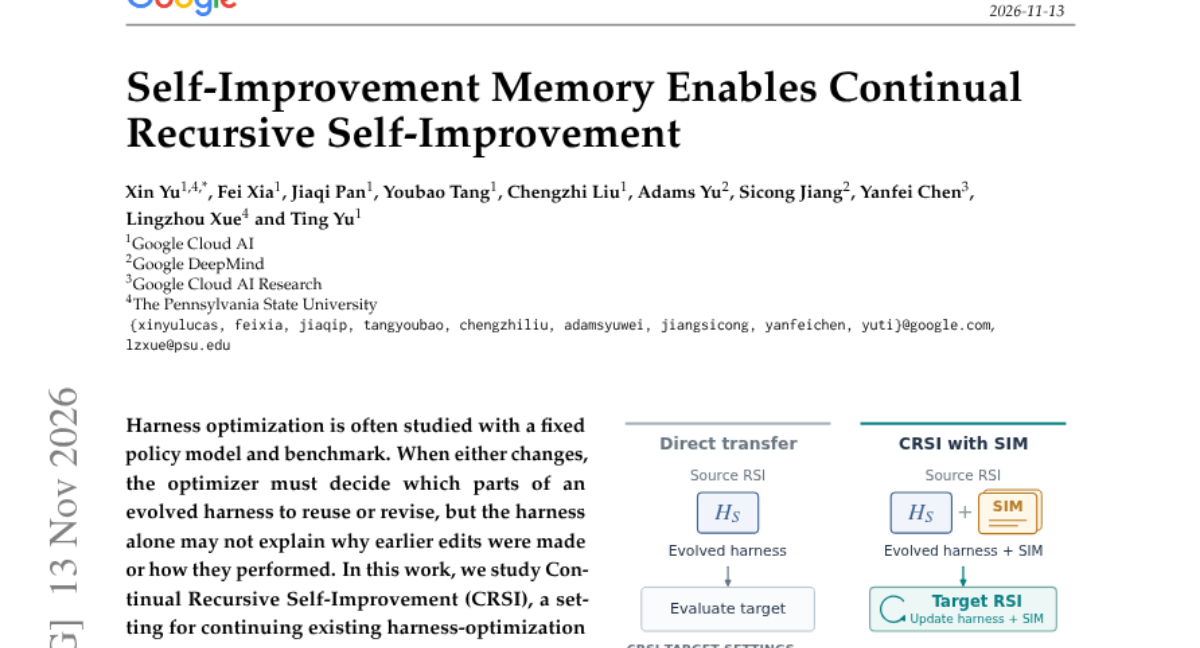 Google
2026-11-13
Self-Improvement Memory Enables Continual
Recursive Self-Improvement
Xin Yu1,4,*, Fei Xia1, Jiaqi Pan1, Youbao Tang1, Chengzhi Liu1, Adams Yu2, Sicong Jiang2, Yanfei Chen3,
Lingzhou Xue4 and Ting Yu1
1Google Cloud AI
2Google DeepMind
3Google Cloud AI Research
4The Pennsylvania State University
{xinyulucas, feixia, jiaqip, tangyoubao, chengzhiliu, adamsyuwei, jiangsicong, yanfeichen, yuti}@google.com,
lzxue@psu.edu
G] 13 Nov 2026
Harness optimization is often studied with a fixed
policy model and benchmark. When either changes,
the optimizer must decide which parts of an
evolved harness to reuse or revise, but the harness
alone may not explain why earlier edits were made
or how they performed. In this work, we study Con-
tinual Recursive Self-Improvement (CRSI), a set-
ting for continuing existing harness-optimization
Direct transfer
Source RSI
HS
Evolved harness
Evaluate target
CRSI with SIM
Source RSI
HS + SIM
Evolved harness + SIM
Target RSI
Update harness + SIM
CRSI TARGET SETTINGS